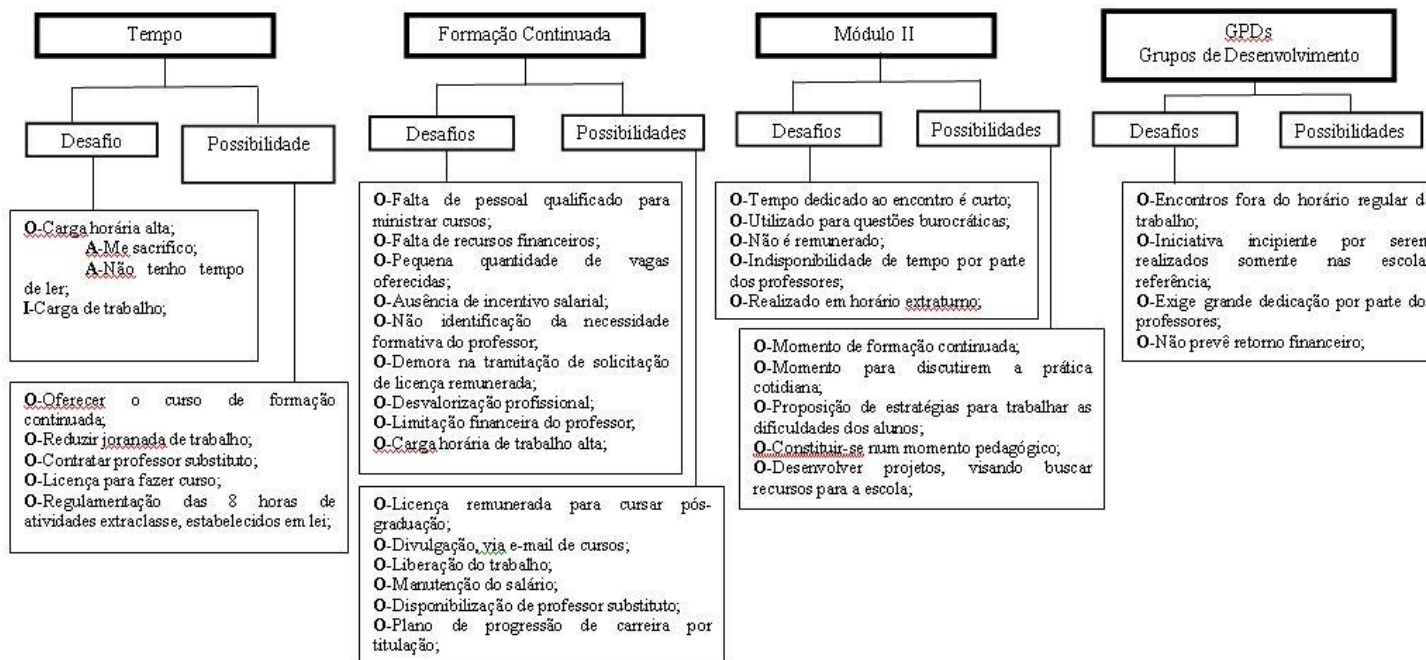 Tempo
Desafio
Possibilidade
O-Carga horária alta;
A-Me sacrifico;
A-Não tenho tempo
de ler;
I-Carga de trabalho;
O-Oferecer o curso de formação
continuada;
O-Reduzir joranada de trabalho;
O-Contratar professor substituto;
O-Licença para fazer curso;
O-Regulamentação das 8 horas de
atividades extraclasse, estabelecidos em lei;
Formação Continuada
Desafios
Possibilidades
O-Falta de pessoal qualificado para
ministrar cursos;
O-Falta de recursos financeiros;
O-Pequena quantidade de vagas
oferecidas;
O-Ausência de incentivo salarial;
O-Não identificação da necessidade
formativa do professor;
O-Demora na tramitação de solicitação
de licença remunerada;
O-Desvalorização profissional;
O-Limitação financeira do professor;
O-Carga horária de trabalho alta;
O-Licença remunerada para cursar pós-
graduação;
O-Divulgação, via e-mail de cursos;
O-Liberação do trabalho;
O-Manutenção do salário;
O-Disponibilização de professor substituto;
O-Plano de progressão de carreira por
titulação;
Módulo II
Desafios
Possibilidades
O-Tempo dedicado ao encontro é curto;
O-Utilizado para questões burocráticas;
O-Não é remunerado;
O-Indisponibilidade de tempo por parte
dos professores;
O-Realizado em horário extraturno;
O-Momento de formação continuada;
O-Momento para discutirem a prática
cotidiana;
O-Proposição de estratégias para trabalhar as
dificuldades dos alunos;
O-Constituir-se num momento pedagógico;
O-Desenvolver projetos, visando buscar
recursos para a escola;
GPDs
Grupos de Desenvolvimento
Desafios
Possibilidades
O-Encontros fora do horário regular d
trabalho;
O-Iniciativa incipiente por serem
realizados somente nas escola
referência;
O-Exige grande dedicação por parte do
professores;
O-Não prevê retorno financeiro;